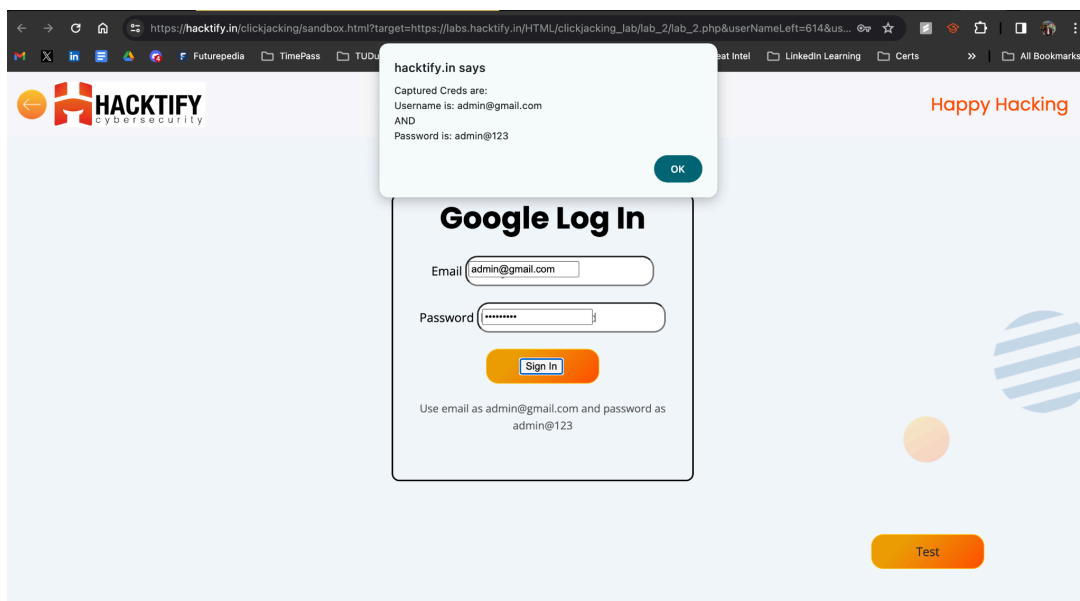 https://hacktify.in/clickjacking/sandbox.html?target=https://labs.hacktify.in/HTML/clickjacking_lab/lab_2/lab_2.php&userNameLeft=614&us...
Futurepedia TimePass TUDu eat Intel LinkedIn Learning Certs » All Bookmarks
HACKTIFY
cybersecurity
Happy Hacking
hacktify.in says
Captured Creds are:
Username is: admin@gmail.com
AND
Password is: admin@123
OK
Google Log In
Email admin@gmail.com
Password
Sign In
Use email as admin@gmail.com and password as
admin@123
Test